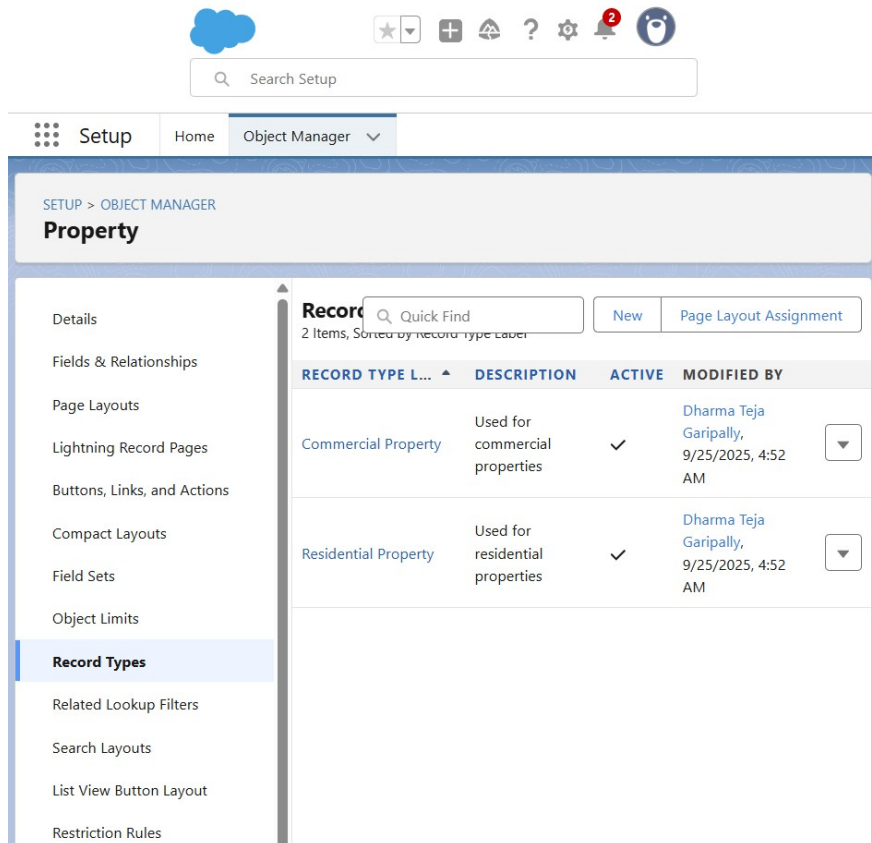 2
Search Setup
Setup Home Object Manager
SETUP > OBJECT MANAGER
Property
Details
Fields & Relationships
Page Layouts
Lightning Record Pages
Buttons, Links, and Actions
Compact Layouts
Field Sets
Object Limits
Record Types
Related Lookup Filters
Search Layouts
List View Button Layout
Restriction Rules
Quick Find
New Page Layout Assignment
2 Items, Sorted by Record Type Label
RECORD TYPE L... DESCRIPTION ACTIVE MODIFIED BY
Commercial Property
Used for
commercial
properties
Dharma Teja
Garipally,
9/25/2025, 4:52
AM
Residential Property
Used for
residential
properties
Dharma Teja
Garipally,
9/25/2025, 4:52
AM